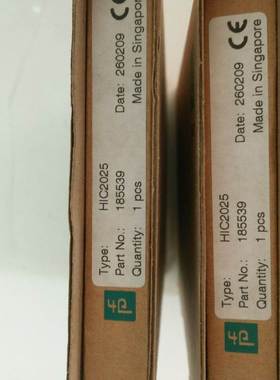 Type: HIC2025
Part No.: 185539 Date: 260209
Quantity: 1 pcs Made in Singapore
CE
Type: HIC2025
Part No.: 185539 Date: 260209
Quantity: 1 pcs Made in Singapore
CE